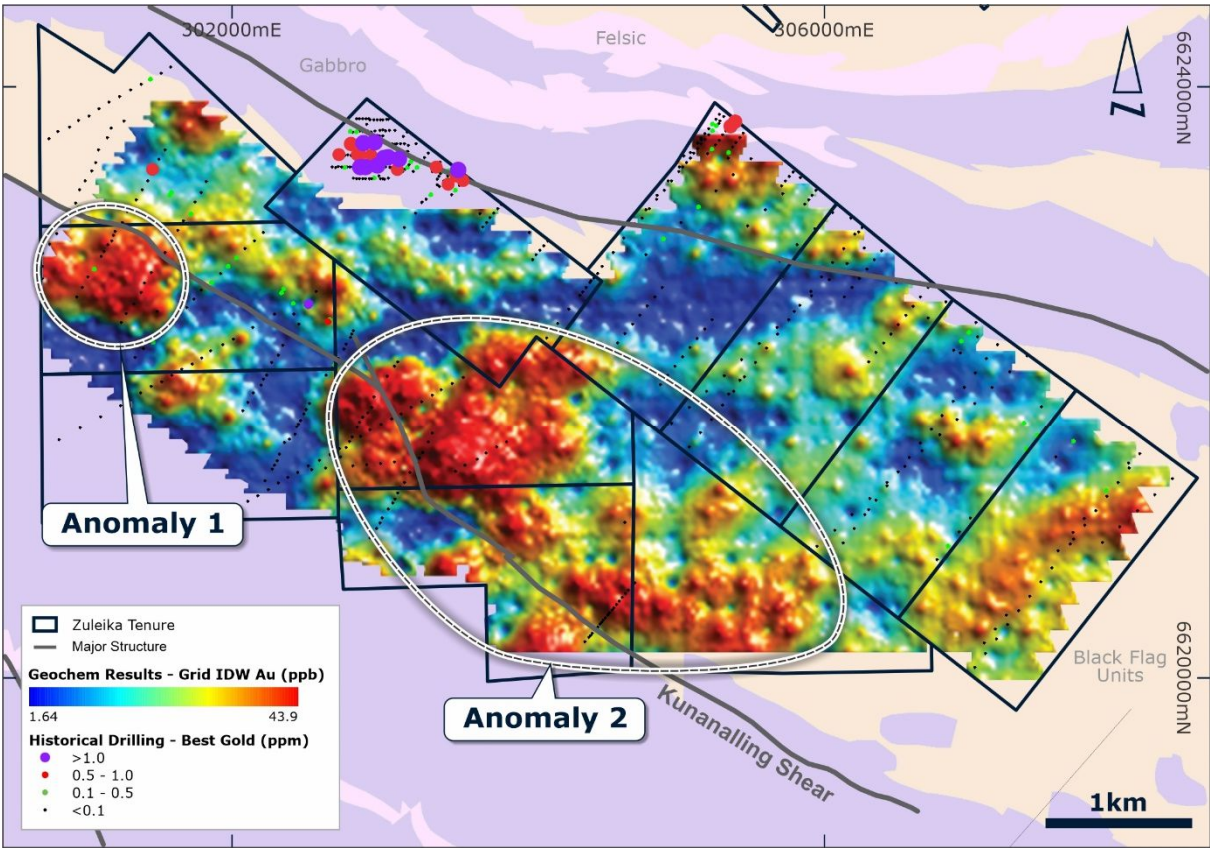 302000mE
306000mE
Felsic
Gabbro
6624000mN
N
Anomaly 1
Anomaly 2
Kunanalling Shear
Black Flag
Units
6620000mN
1km
Zuleika Tenure
Major Structure
Geochem Results - Grid IDW Au (ppb)
1.64 43.9
Historical Drilling - Best Gold (ppm)
>1.0
0.5 - 1.0
0.1 - 0.5
<0.1